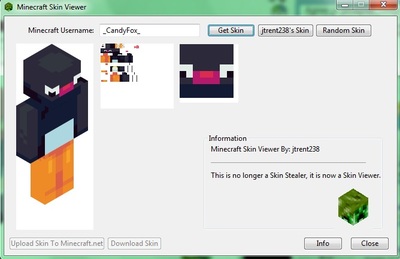 Minecraft Skin Viewer
Minecraft Username: _CandyFox_ Get Skin jtrent238's Skin Random Skin
Information
Minecraft Skin Viewer By: jtrent238
This is no longer a Skin Stealer, it is now a Skin Viewer.
Upload Skin To Minecraft.net Download Skin Info Close